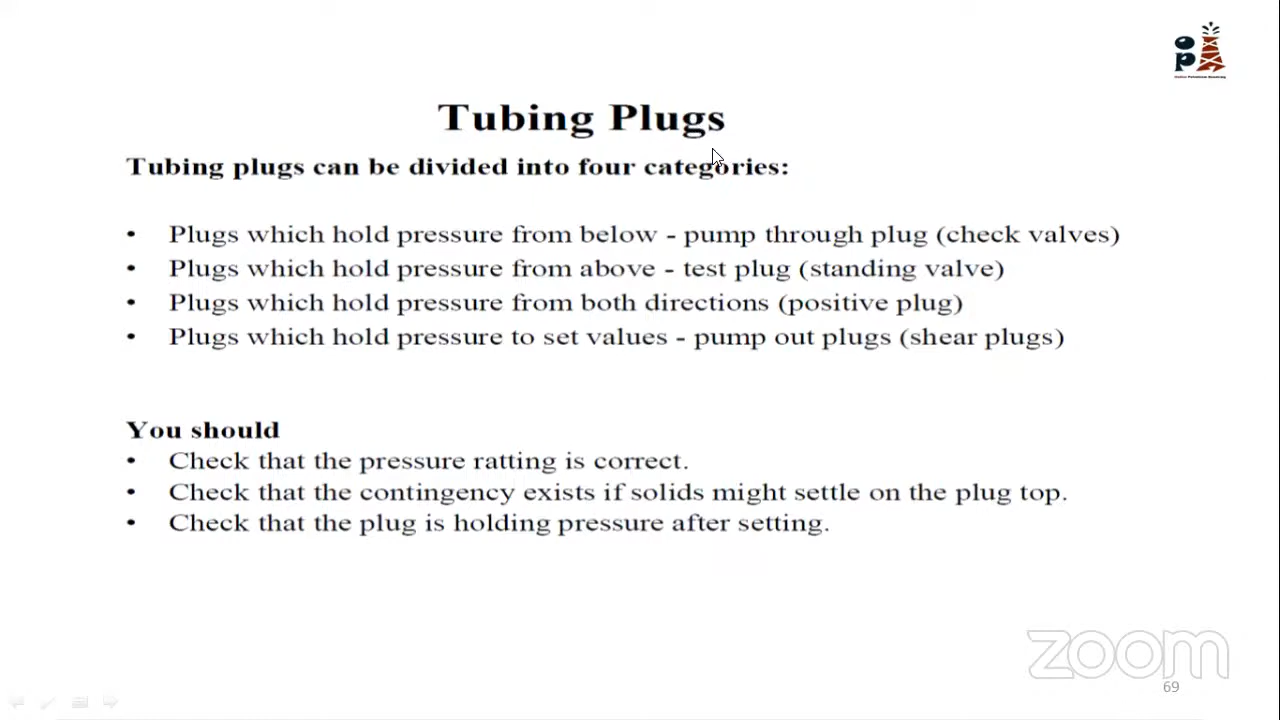 Tubing Plugs
Tubing plugs can be divided into four categories:
• Plugs which hold pressure from below - pump through plug (check valves)
• Plugs which hold pressure from above - test plug (standing valve)
• Plugs which hold pressure from both directions (positive plug)
• Plugs which hold pressure to set values - pump out plugs (shear plugs)
You should
• Check that the pressure ratting is correct.
• Check that the contingency exists if solids might settle on the plug top.
• Check that the plug is holding pressure after setting.
zoom
69